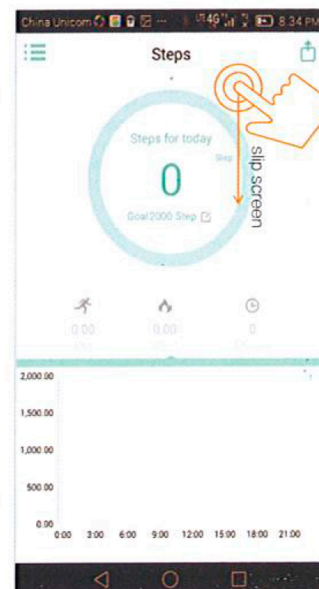 China Unicom ... 4G 8:34 PM
Steps
Steps for today
Step
0
Goal 2000 Step
slip screen
0.00 0.00 0
2,000.00
1,500.00
1,000.00
500.00
0.00
0:00 3:00 6:00 9:00 12:00 15:00 18:00 21:00